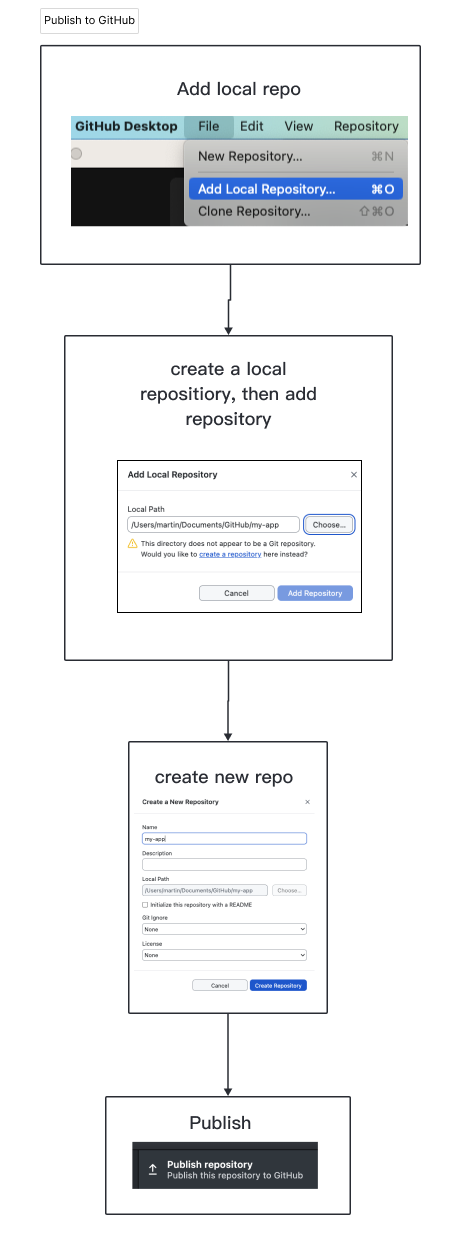 Publish to GitHub
Add local repo
GitHub Desktop File Edit View Repository
New Repository... ⌘N
Add Local Repository... ⌘O
Clone Repository... ⇧⌘O
create a local
repositiory, then add
repository
Add Local Repository ×
Local Path
/Users/martin/Documents/GitHub/my-app Choose...
This directory does not appear to be a Git repository.
Would you like to create a repository here instead?
Cancel Add Repository
create new repo
Create a New Repository ×
Name
my-app
Description
Local Path
/Users/martin/Documents/GitHub/my-app Choose...
Initialize this repository with a README
Git Ignore
None
License
None
Cancel Create Repository
Publish
Publish repository
Publish this repository to GitHub